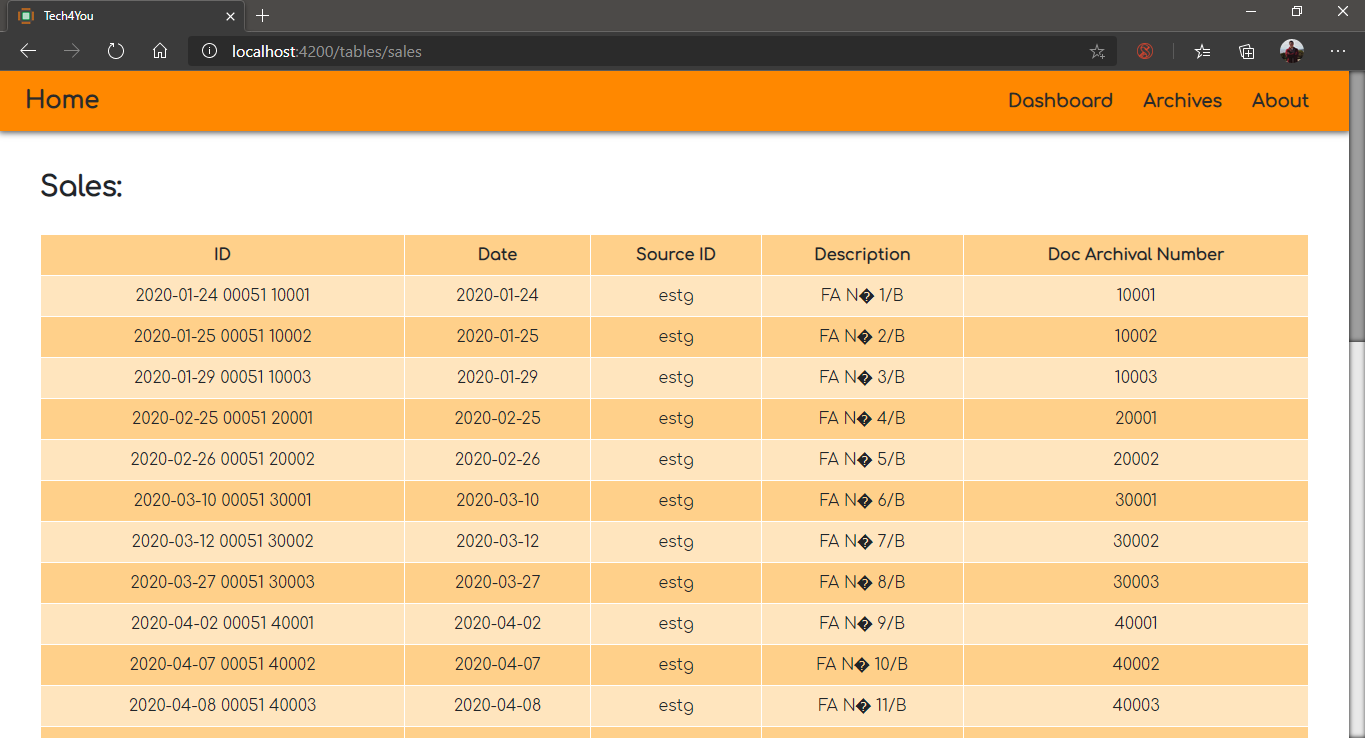 Tech4You
localhost:4200/tables/sales
Home Dashboard Archives About
Sales:
ID Date Source ID Description Doc Archival Number
2020-01-24 00051 10001 2020-01-24 estg FA N� 1/B 10001
2020-01-25 00051 10002 2020-01-25 estg FA N� 2/B 10002
2020-01-29 00051 10003 2020-01-29 estg FA N� 3/B 10003
2020-02-25 00051 20001 2020-02-25 estg FA N� 4/B 20001
2020-02-26 00051 20002 2020-02-26 estg FA N� 5/B 20002
2020-03-10 00051 30001 2020-03-10 estg FA N� 6/B 30001
2020-03-12 00051 30002 2020-03-12 estg FA N� 7/B 30002
2020-03-27 00051 30003 2020-03-27 estg FA N� 8/B 30003
2020-04-02 00051 40001 2020-04-02 estg FA N� 9/B 40001
2020-04-07 00051 40002 2020-04-07 estg FA N� 10/B 40002
2020-04-08 00051 40003 2020-04-08 estg FA N� 11/B 40003